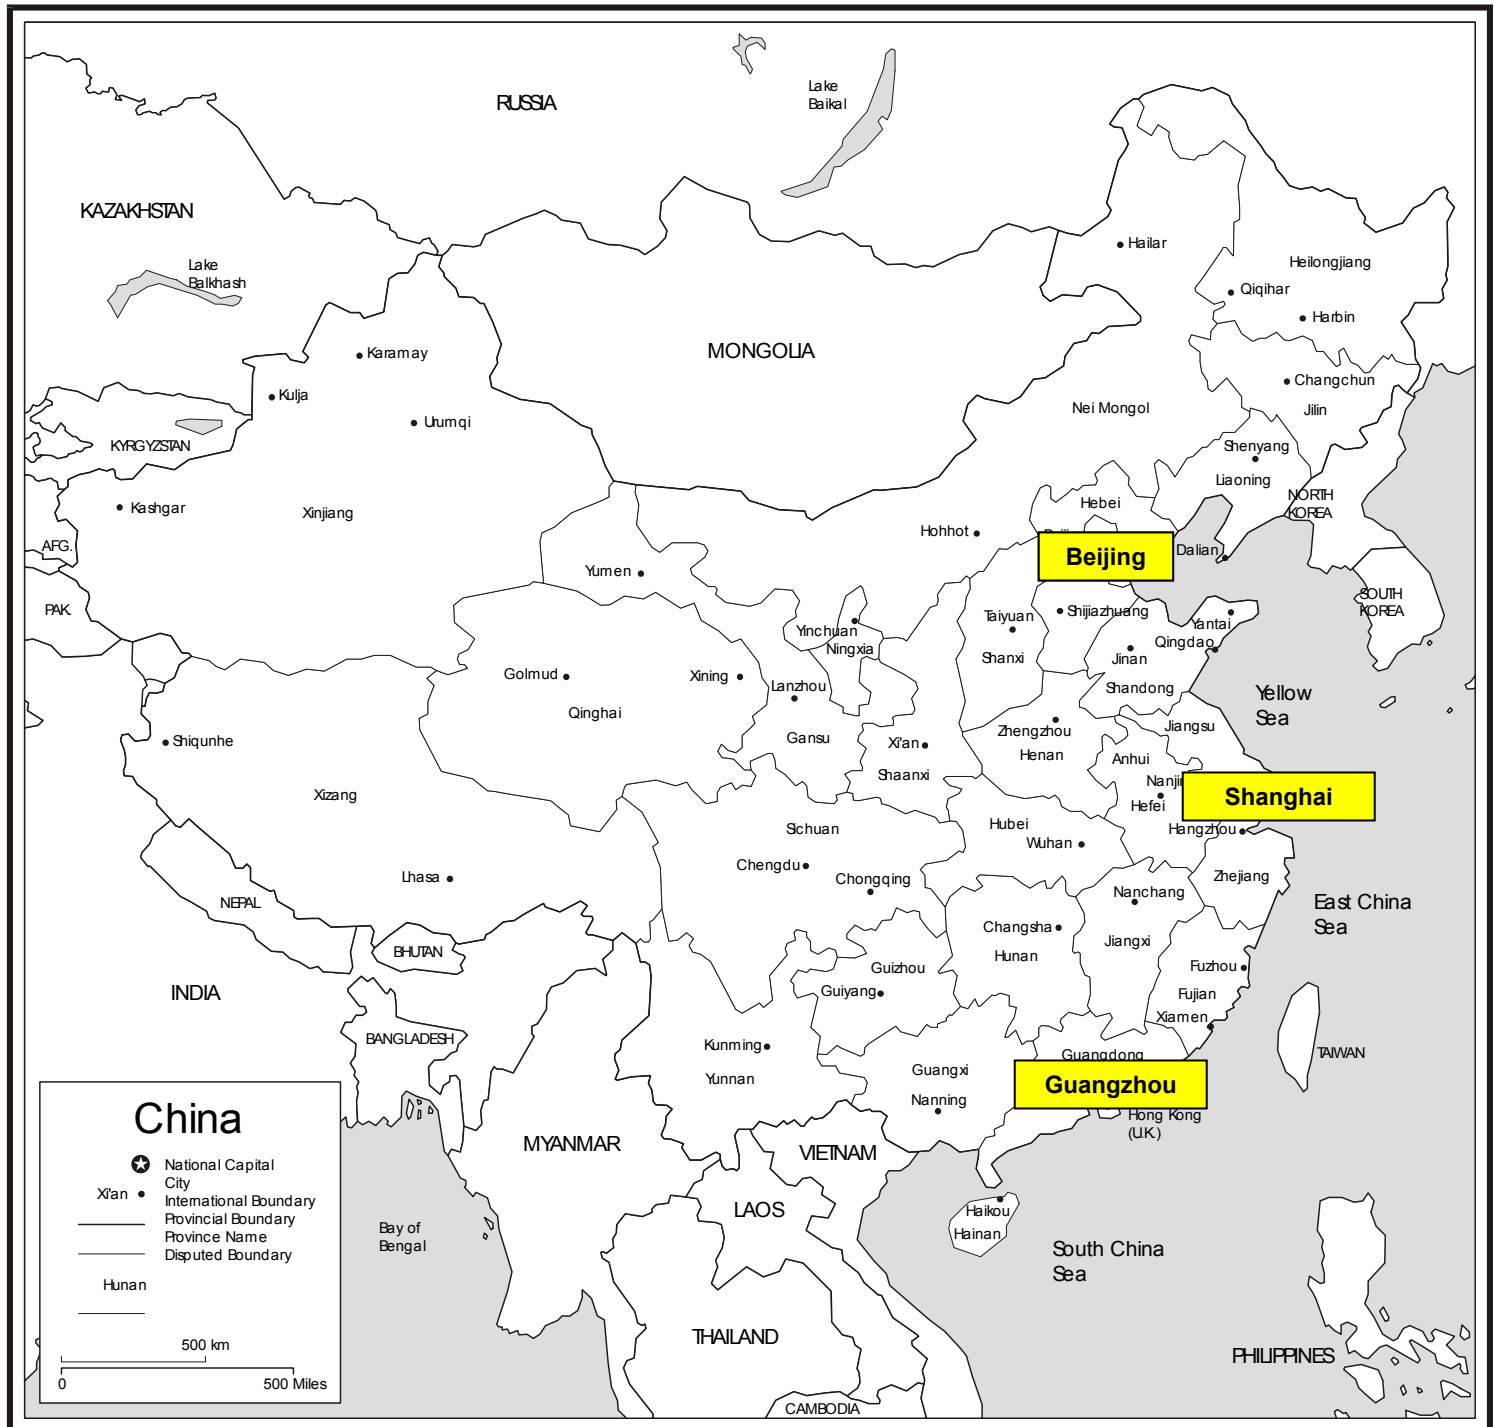 RUSSIA
Lake
Baikal
KAZAKHSTAN
Lake
Balkhash
Hailar
Heilongjiang
Qiqihar
Harbin
MONGOLIA
Karamay
Kulja
Urumqi
Changchun
Jilin
Nei Mongol
KYRGYZSTAN
Shenyang
Liaoning
Kashgar
Xinjiang
Hebei
NORTH
KOREA
AFG.
Hohhot
Beijing
Dalian
Yumen
PAK.
SOUTH
KOREA
Taiyuan
Shijiazhuang
Yantai
Yinchuan
Ningxia
Qingdao
Jinan
Shanxi
Golmud
Xining
Lanzhou
Shandong
Qinghai
Yellow
Sea
Jiangsu
Zhengzhou
Henan
Shiqunhe
Gansu
Xi'an
Shaanxi
Anhui
Hefei
Shanghai
Xizang
Sichuan
Hubei
Wuhan
Hangzhou
Zhejiang
Lhasa
Chengdu
Chongqing
Nanchang
NEPAL
East China
Sea
BHUTAN
Changsha
Hunan
Jiangxi
Guizhou
Guiyang
Fuzhou
Fujian
Xiamen
INDIA
BANGLADESH
Kunming
Yunnan
Guangxi
Nanning
Guangdong
Guangzhou
TAIWAN
Hong Kong
(U.K.)
MYANMAR
VIETNAM
LAOS
Haikou
Hainan
Bay of
Bengal
South China
Sea
THAILAND
PHILIPPINES
CAMBODIA
China
National Capital
City
Xi'an
International Boundary
Provincial Boundary
Province Name
Disputed Boundary
Hunan
500 km
0
500 Miles